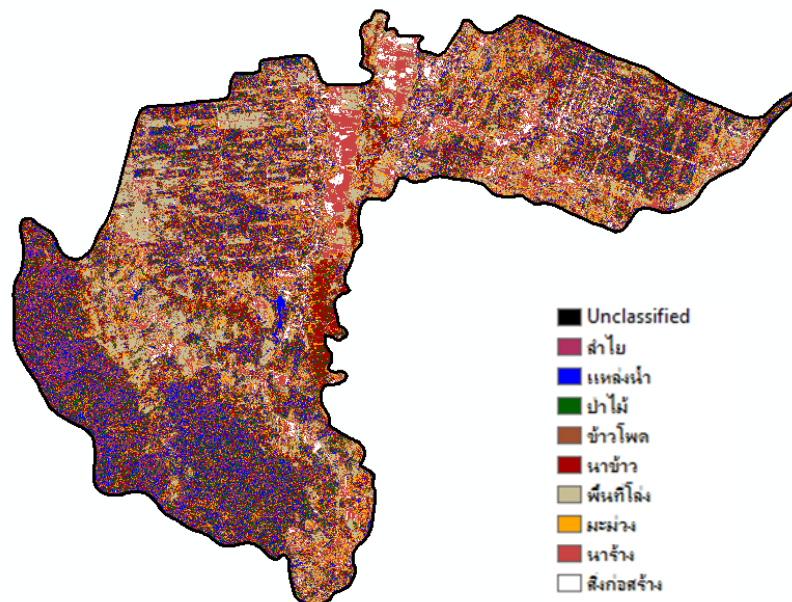 Unclassified
ลำไย
แหล่งน้ำ
ป่าไม้
ข้าวโพด
นาข้าว
พื้นที่โล่ง
มะม่วง
นาร้าง
สิ่งก่อสร้าง